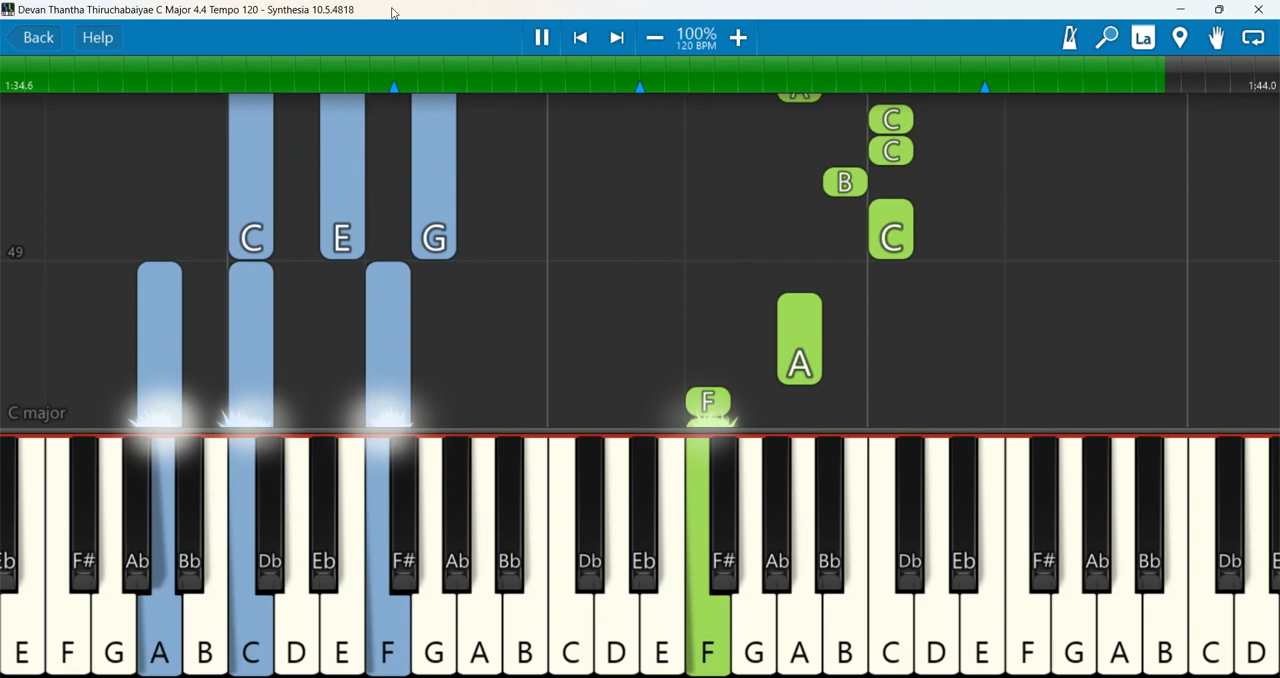 Devan Thantha Thiruchabaiyae C Major 4.4 Tempo 120 - Synthesia 10.5.4818
Back Help 100% La
120 BPM
1:34.6 1:44.0
A
C
C
B
C E G C
49
A
F
C major
Eb F# Ab Bb Db Eb F# Ab Bb Db Eb F# Ab Bb Db Eb F# Ab Bb Db E
E F G A B C D E F G A B C D E F G A B C D E F G A B C D